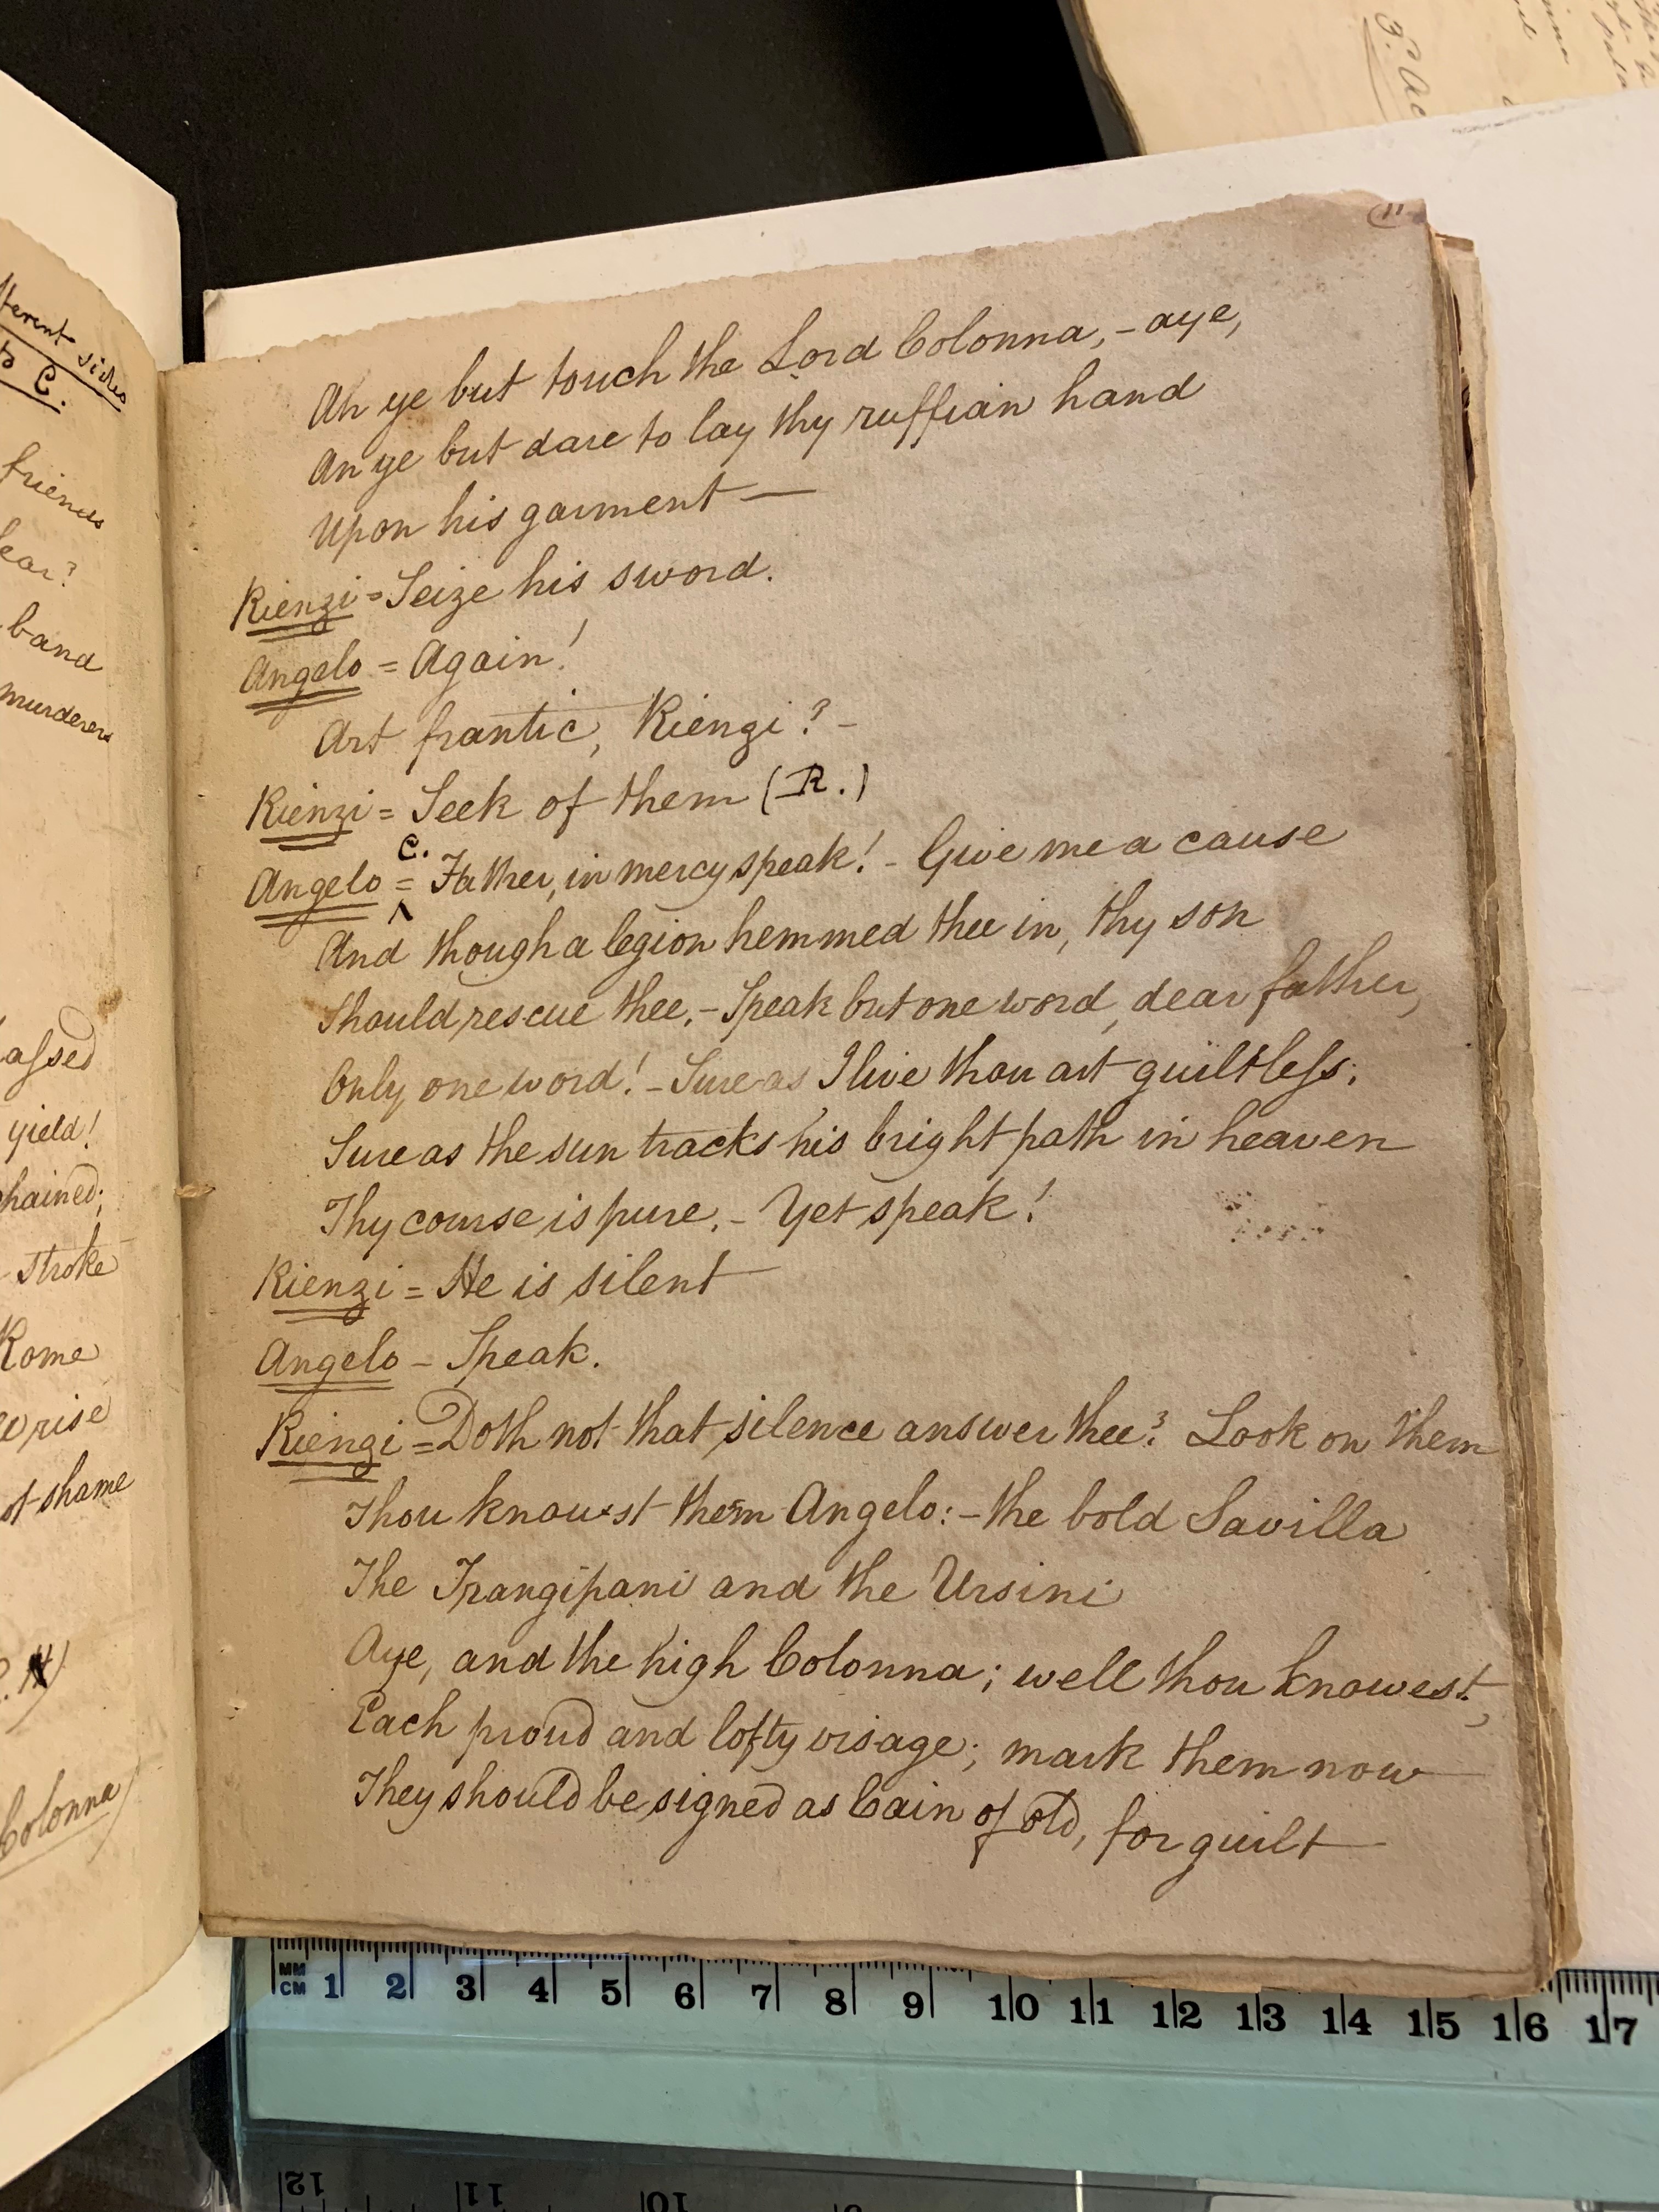 sides
to C.
friends
band
murderers
yield!
stroke
Rome
rise
shame
Colonna)
3. Ac
11
An ye but touch the Lord Colonna, - aye,
An ye but dare to lay thy ruffian hand
Upon his garment —
Rienzi = Seize his sword.
Angelo = Again!
Art frantic, Rienzi? -
Rienzi = Seek of them (R.)
C.
Angelo = Father, in mercy speak! - Give me a cause
And though a legion hemmed thee in, thy son
Should rescue thee. - Speak but one word, dear father,
Only one word! - Sure as I live thou art guiltless;
Sure as the sun tracks his bright path in heaven
Thy course is pure. - Yet speak!
Rienzi = He is silent
Angelo - Speak.
Rienzi = Doth not that silence answer thee? Look on them
Thou know'st them Angelo: - the bold Savilla
The Frangipani and the Ursini
Aye, and the high Colonna; well thou knowest,
Each proud and lofty visage; mark them now
They should be signed as Cain of old, for guilt
MM
CM 1 2 3 4 5 6 7 8 9 10 11 12 13 14 15 16 17
12 11 10